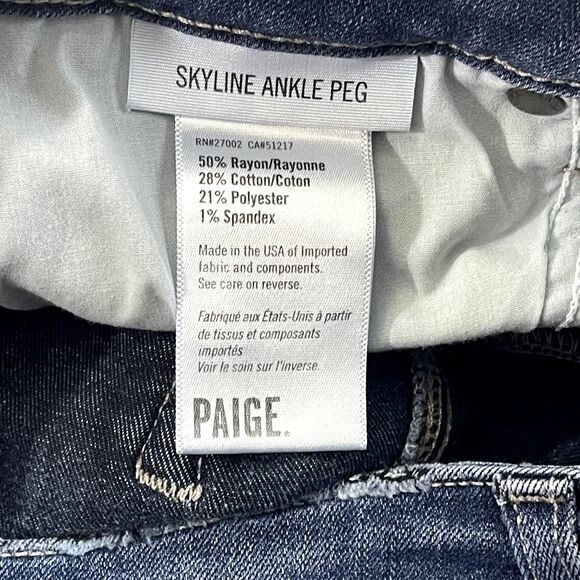 SKYLINE ANKLE PEG
RN#27002 CA#51217
50% Rayon/Rayonne
28% Cotton/Coton
21% Polyester
1% Spandex
Made in the USA of Imported
fabric and components.
See care on reverse.
Fabriqué aux États-Unis à partir
de tissus et composants
importés
Voir le soin sur l'inverse.
PAIGE.